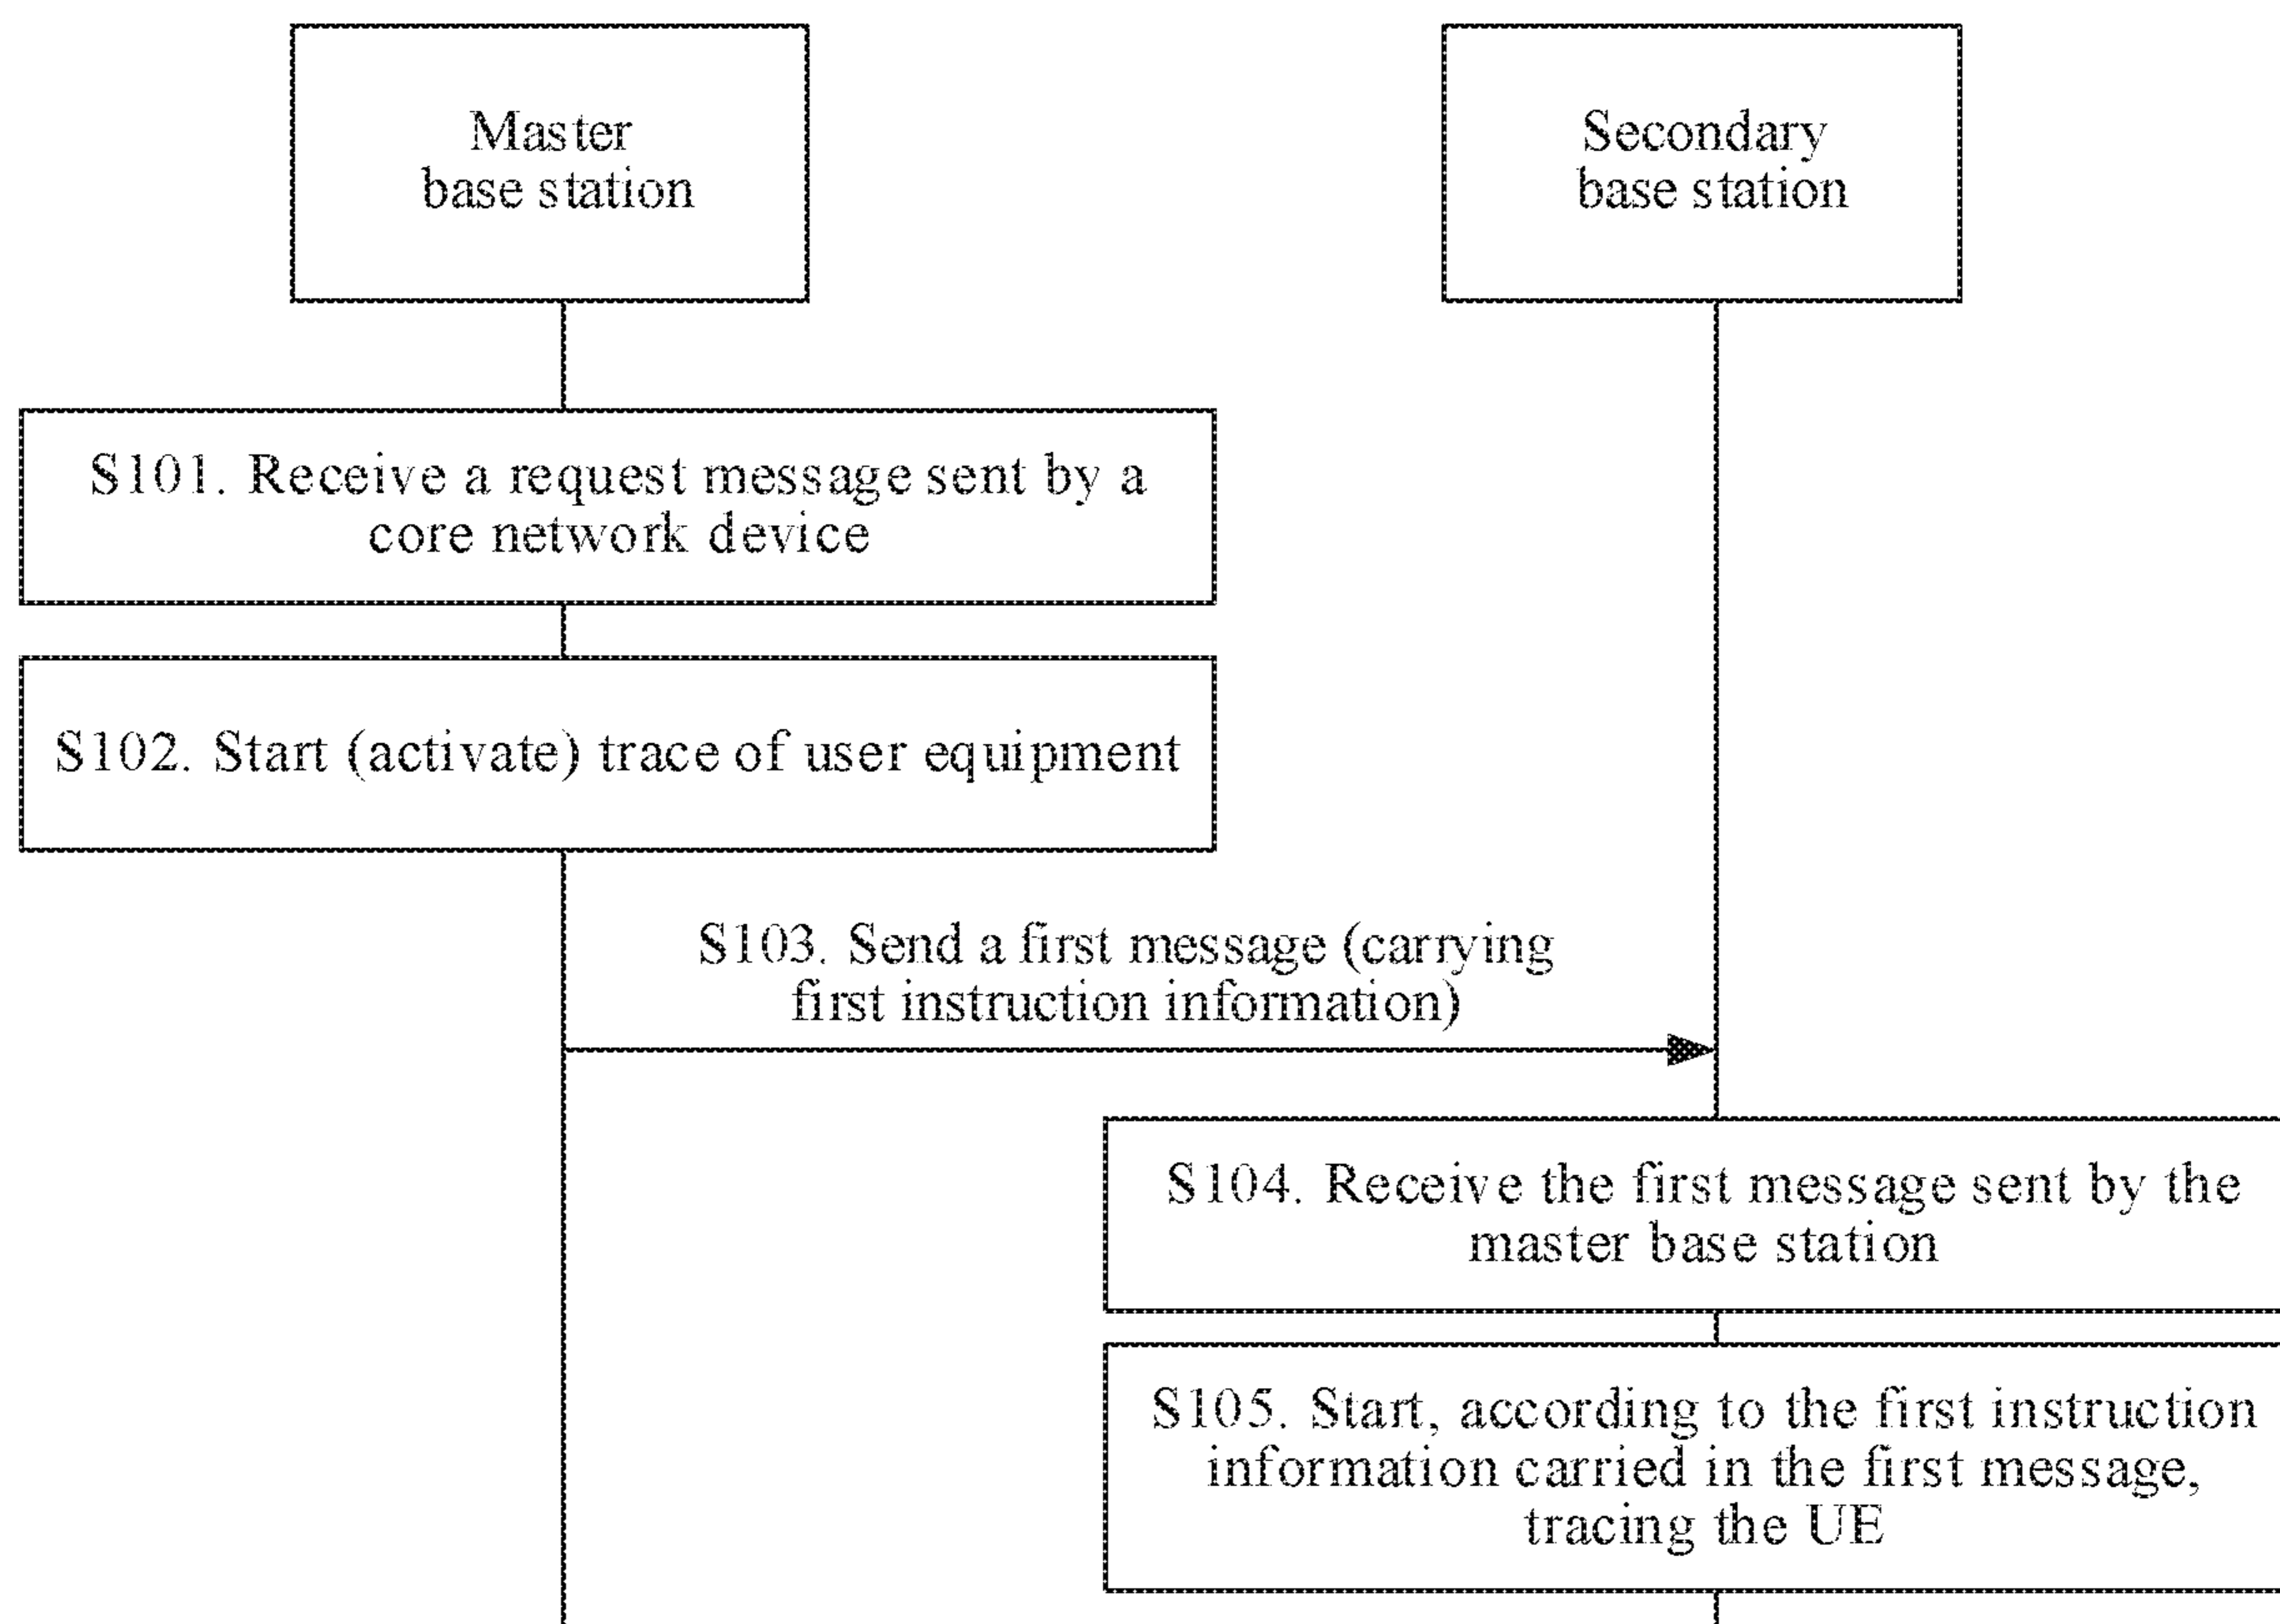 Master
base station
Secondary
base station
S101. Receive a request message sent by a
core network device
S102. Start (activate) trace of user equipment
S103. Send a first message (carrying
first instruction information)
S104. Receive the first message sent by the
master base station
S105. Start, according to the first instruction
information carried in the first message,
tracing the UE